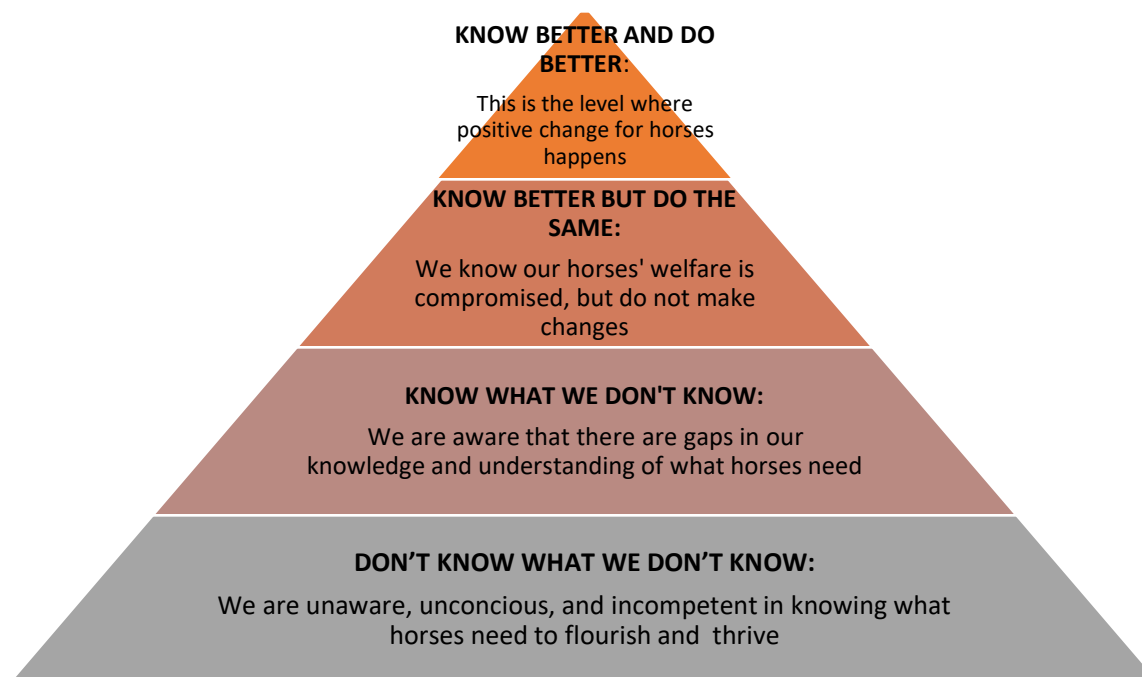 KNOW BETTER AND DO
BETTER:
This is the level where
positive change for horses
happens
KNOW BETTER BUT DO THE
SAME:
We know our horses' welfare is
compromised, but do not make
changes
KNOW WHAT WE DON'T KNOW:
We are aware that there are gaps in our
knowledge and understanding of what horses need
DON’T KNOW WHAT WE DON’T KNOW:
We are unaware, unconcious, and incompetent in knowing what
horses need to flourish and  thrive